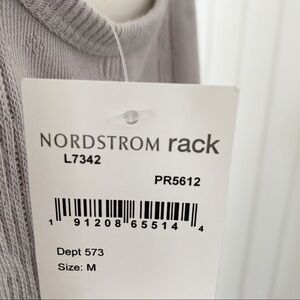 NORDSTROM rack
L7342
PR5612
1 91208 65514 4
Dept 573
Size: M